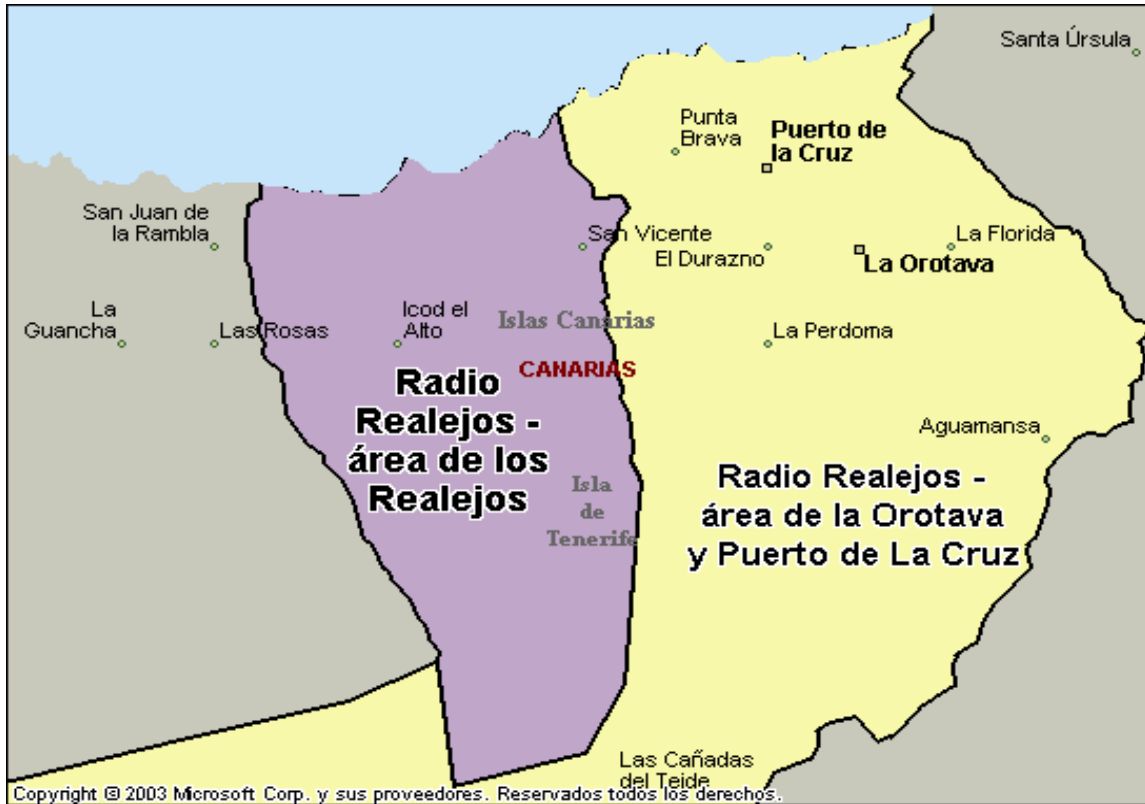 Santa Úrsula
Punta
Brava
Puerto de
la Cruz
San Juan de
la Rambla
San Vicente
El Durazno
La Florida
La Orotava
La
Guancha
Las Rosas
Icod el
Alto
Islas Canarias
La Perdoma
CANARIAS
Radio
Realejos -
área de los
Realejos
Aguamansa
Isla
de
Tenerife
Radio Realejos -
área de la Orotava
y Puerto de La Cruz
Las Cañadas
del Teide
Copyright © 2003 Microsoft Corp. y sus proveedores. Reservados todos los derechos.